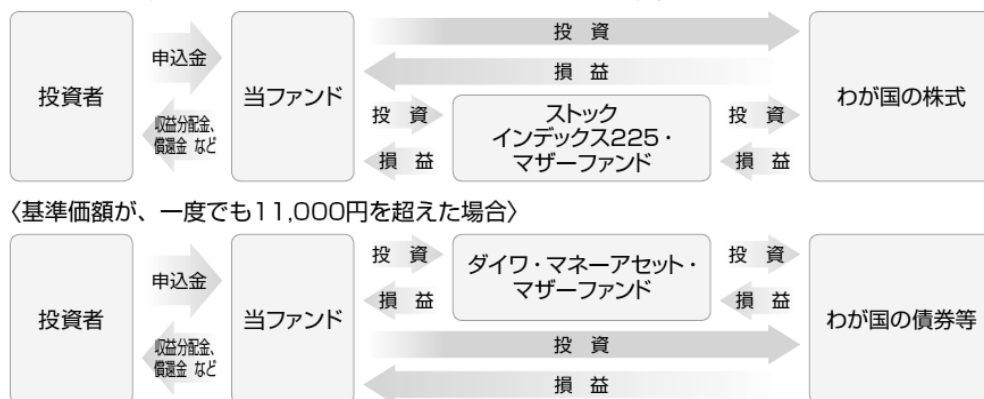 投 資
損 益
投資者
申込金
収益分配金、
償還金 など
当ファンド
投 資
損 益
ストック
インデックス225・
マザーファンド
投 資
損 益
わが国の株式
〈基準価額が、一度でも11,000円を超えた場合〉
投資者
申込金
収益分配金、
償還金 など
当ファンド
投 資
損 益
ダイワ・マネーアセット・
マザーファンド
投 資
損 益
わが国の債券等
投 資
損 益